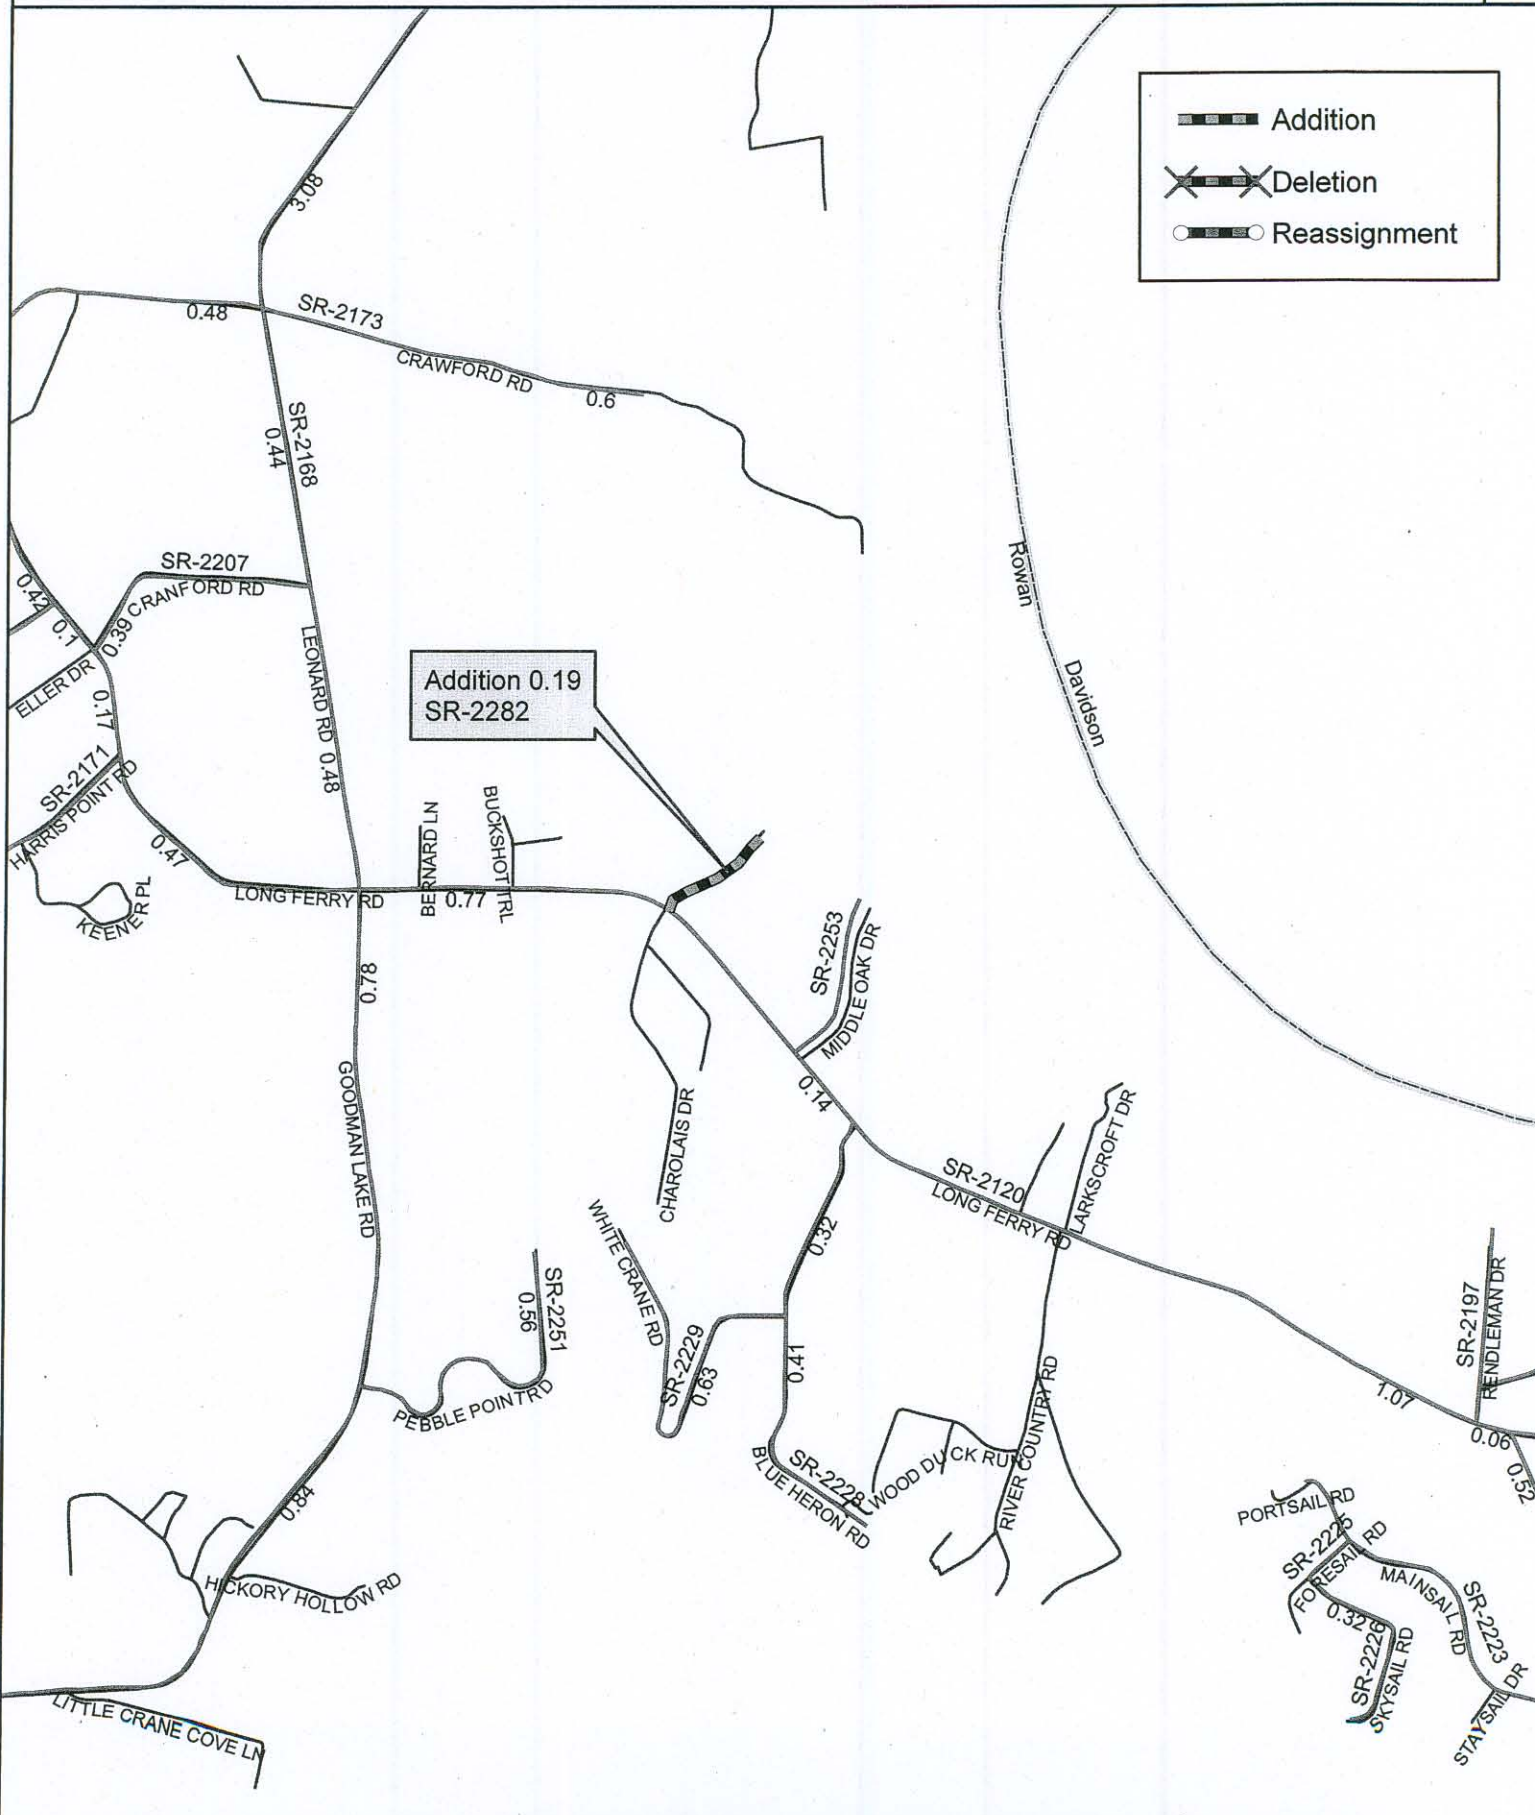 Addition
Deletion
Reassignment
3.08
0.48
SR-2173
CRAWFORD RD
0.6
SR-2168
0.44
SR-2207
CRANFORD RD
0.42
0.1
0.39
ELLER DR
0.17
LEONARD RD
0.48
Rowan
Davidson
Addition 0.19
SR-2282
SR-2171
HARRIS POINT RD
0.47
KEENER PL
LONG FERRY RD
BERNARD LN
0.77
BUCKSHOT TRL
0.78
SR-2253
MIDDLE OAK DR
0.14
GOODMAN LAKE RD
CHAROLAIS DR
LARKSCROFT DR
SR-2120
LONG FERRY RD
0.32
WHITE CRANE RD
SR-2251
0.56
SR-2229
0.63
0.41
PEBBLE POINT RD
SR-2197
RENDLEMAN DR
1.07
0.06
0.52
RIVER COUNTRY RD
WOOD DUCK RUN
SR-2228
BLUE HERON RD
0.84
PORTSAIL RD
SR-2225
FORESAIL RD
MAINSAIL RD
SR-2223
0.32
SR-2226
SKYSAIL RD
STAYSAIL DR
HICKORY HOLLOW RD
LITTLE CRANE COVE LN